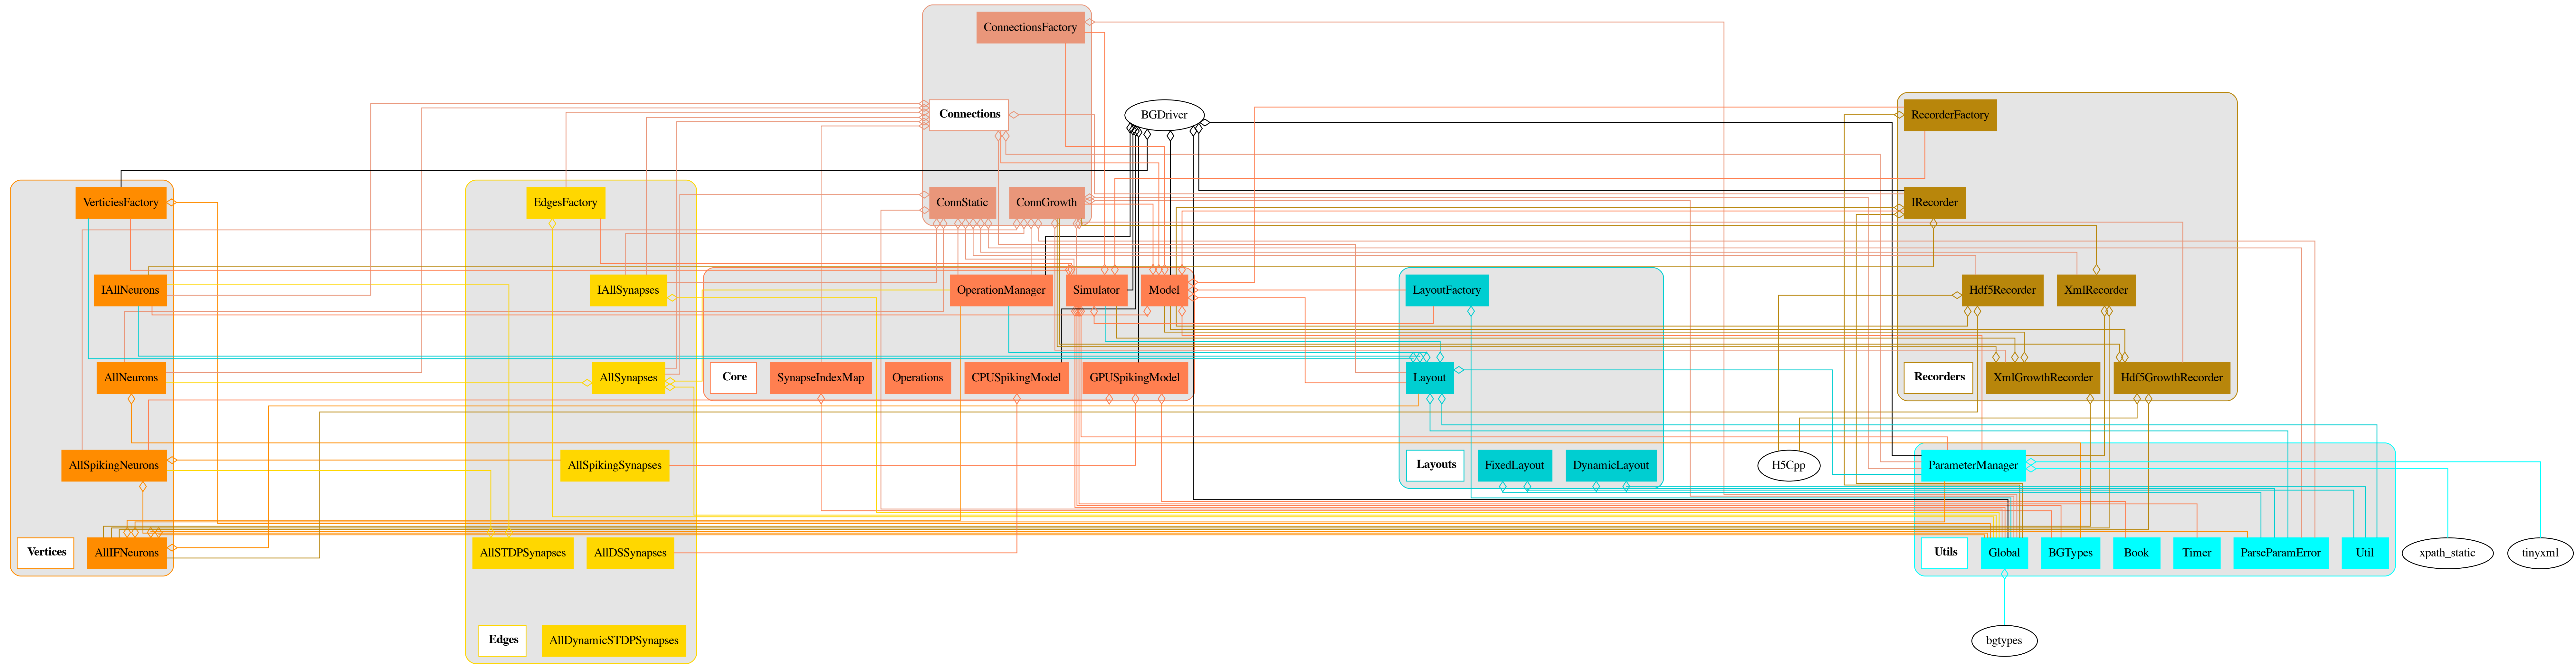 ConnectionsFactory
Connections
BGDriver
RecorderFactory
VerticiesFactory
EdgesFactory
ConnStatic
ConnGrowth
IRecorder
IAllNeurons
IAllSynapses
OperationManager
Simulator
Model
LayoutFactory
Hdf5Recorder
XmlRecorder
AllNeurons
AllSynapses
Core
SynapseIndexMap
Operations
CPUSpikingModel
GPUSpikingModel
Layout
Recorders
XmlGrowthRecorder
Hdf5GrowthRecorder
AllSpikingNeurons
AllSpikingSynapses
Layouts
FixedLayout
DynamicLayout
H5Cpp
ParameterManager
Vertices
AllIFNeurons
AllSTDPSynapses
AllDSSynapses
Utils
Global
BGTypes
Book
Timer
ParseParamError
Util
xpath_static
tinyxml
Edges
AllDynamicSTDPSynapses
bgtypes